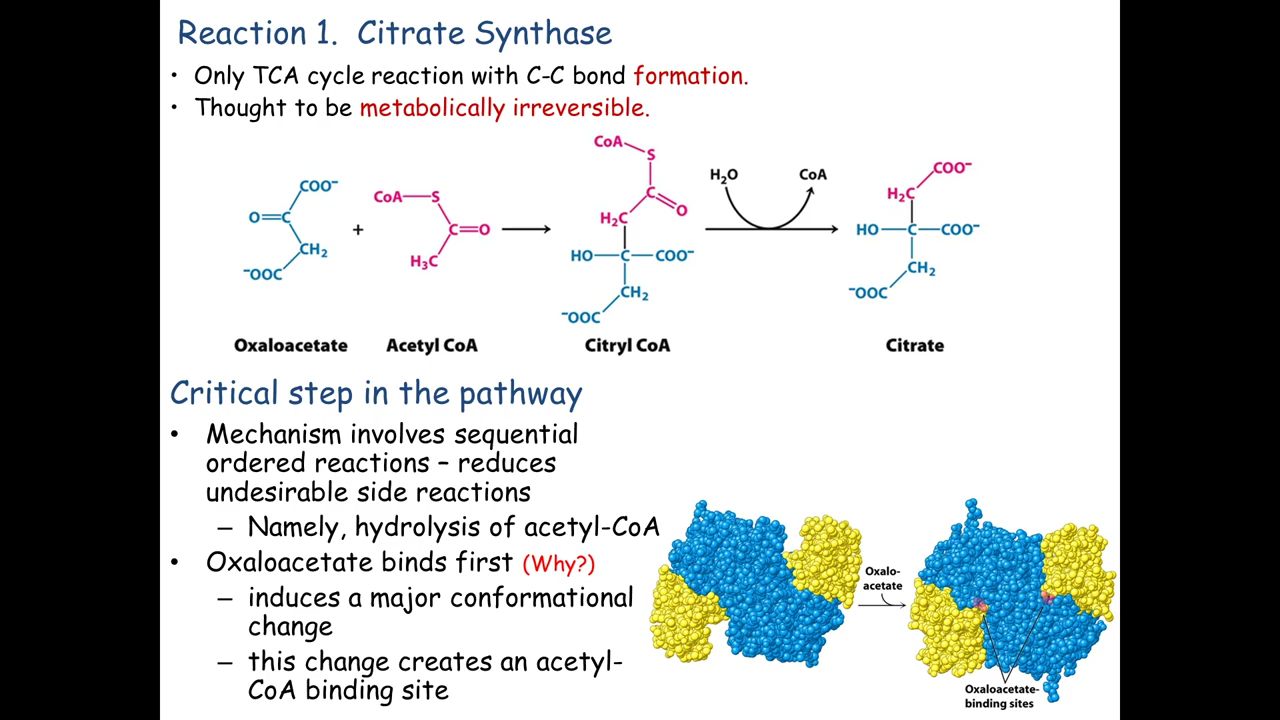 Reaction 1. Citrate Synthase
• Only TCA cycle reaction with C-C bond formation.
• Thought to be metabolically irreversible.
COO⁻
O=C
CH₂
⁻OOC
Oxaloacetate
+
CoA—S
C=O
H₃C
Acetyl CoA
CoA
S
C
O
H₂C
HO—C—COO⁻
CH₂
⁻OOC
Citryl CoA
H₂O
CoA
COO⁻
H₂C
HO—C—COO⁻
CH₂
⁻OOC
Citrate
Critical step in the pathway
• Mechanism involves sequential
ordered reactions – reduces
undesirable side reactions
– Namely, hydrolysis of acetyl-CoA
• Oxaloacetate binds first (Why?)
– induces a major conformational
change
– this change creates an acetyl-
CoA binding site
Oxalo-
acetate
Oxaloacetate-
binding sites